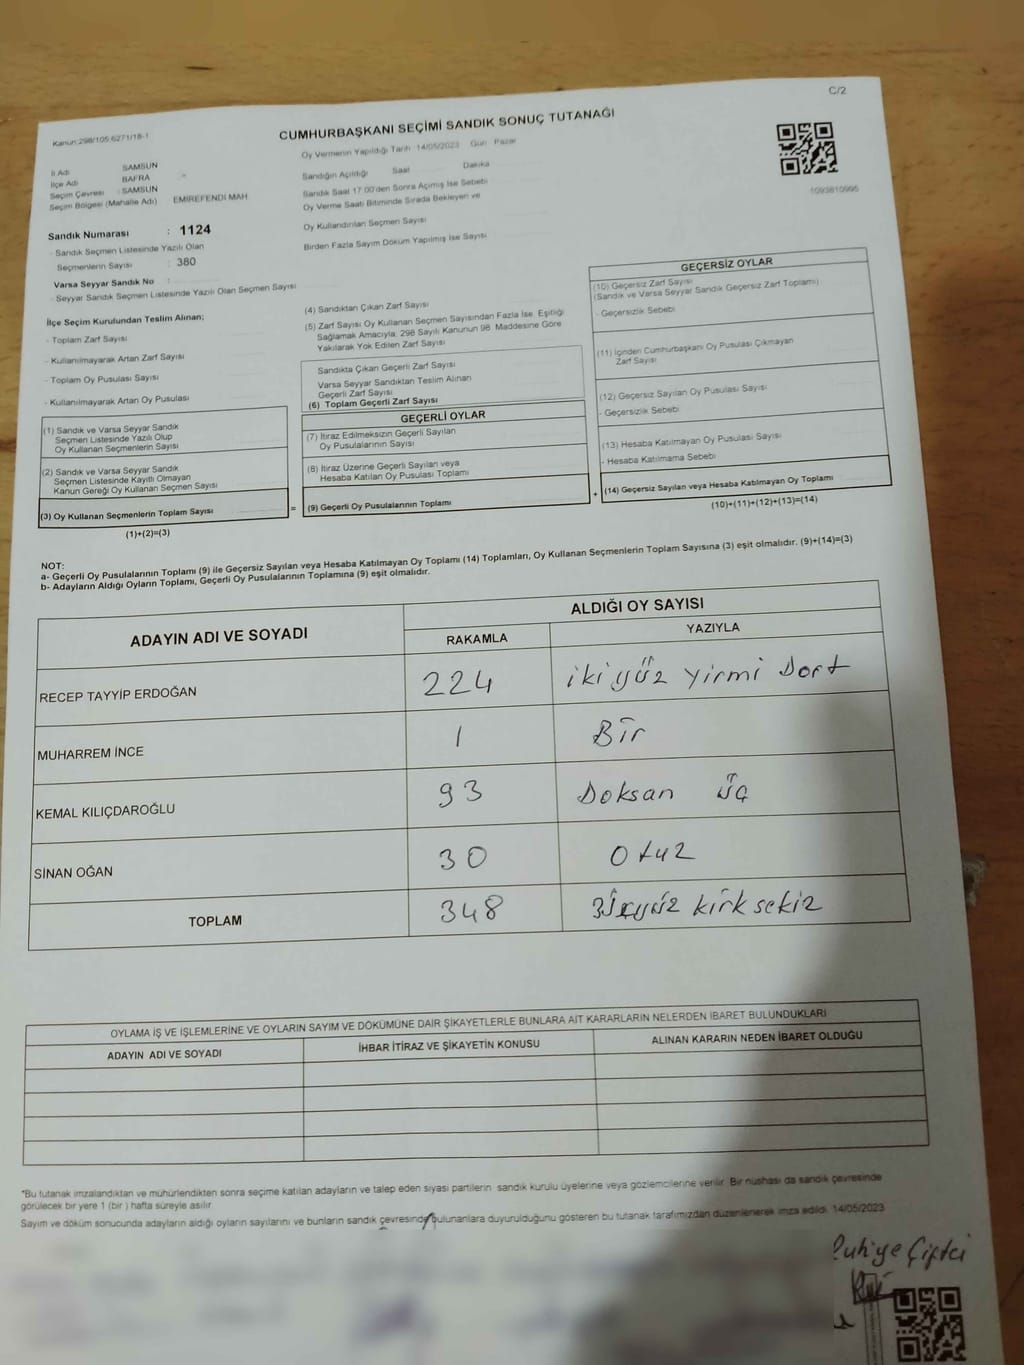 C/2
Kanun:298/105-6271/18-1
CUMHURBAŞKANI SEÇİMİ SANDIK SONUÇ TUTANAĞI
Oy Vermenin Yapıldığı Tarih 14/05/2023 Gün Pazar
1093810995
İl Adı SAMSUN
İlçe Adı BAFRA
Seçim Çevresi : SAMSUN
Seçim Bölgesi (Mahalle Adı) EMİREFENDİ MAH
Sandık Numarası : 1124
- Sandık Seçmen Listesinde Yazılı Olan
Seçmenlerin Sayısı : 380
Varsa Seyyar Sandık No :
- Seyyar Sandık Seçmen Listesinde Yazılı Olan Seçmen Sayısı
Sandığın Açıldığı Saat Dakika
Sandık Saat 17:00'den Sonra Açımış İse Sebebi
Oy Verme Saati Bitiminde Sırada Bekleyen ve
Oy Kullandırılan Seçmen Sayısı
Birden Fazla Sayım Döküm Yapılmış İse Sayısı
İlçe Seçim Kurulundan Teslim Alınan;
- Toplam Zarf Sayısı
- Kullanılmayarak Artan Zarf Sayısı
- Toplam Oy Pusulası Sayısı
- Kullanılmayarak Artan Oy Pusulası
(1) Sandık ve Varsa Seyyar Sandık
Seçmen Listesinde Yazılı Olup
Oy Kullanan Seçmenlerin Sayısı
(2) Sandık ve Varsa Seyyar Sandık
Seçmen Listesinde Kayıtlı Olmayan
Kanun Gereği Oy Kullanan Seçmen Sayısı
(3) Oy Kullanan Seçmenlerin Toplam Sayısı
(1)+(2)=(3)
(4) Sandıktan Çıkan Zarf Sayısı
(5) Zarf Sayısı Oy Kullanan Seçmen Sayısından Fazla İse, Eşitliği
Sağlamak Amacıyla; 298 Sayılı Kanunun 98. Maddesine Göre
Yakılarak Yok Edilen Zarf Sayısı
Sandıkta Çıkan Geçerli Zarf Sayısı
Varsa Seyyar Sandıktan Teslim Alınan
Geçerli Zarf Sayısı
(6) Toplam Geçerli Zarf Sayısı
GEÇERLİ OYLAR
(7) İtiraz Edilmeksizin Geçerli Sayılan
Oy Pusulalarının Sayısı
(8) İtiraz Üzerine Geçerli Sayılan veya
Hesaba Katılan Oy Pusulası Toplamı
= (9) Geçerli Oy Pusulalarının Toplamı
GEÇERSİZ OYLAR
(10) Geçersiz Zarf Sayısı
(Sandık ve Varsa Seyyar Sandık Geçersiz Zarf Toplamı)
- Geçersizlik Sebebi
(11) İçinden Cumhurbaşkanı Oy Pusulası Çıkmayan
Zarf Sayısı
(12) Geçersiz Sayılan Oy Pusulası Sayısı
- Geçersizlik Sebebi
(13) Hesaba Katılmayan Oy Pusulası Sayısı
- Hesaba Katılmama Sebebi
+ (14) Geçersiz Sayılan veya Hesaba Katılmayan Oy Toplamı
(10)+(11)+(12)+(13)=(14)
NOT:
a- Geçerli Oy Pusulalarının Toplamı (9) ile Geçersiz Sayılan veya Hesaba Katılmayan Oy Toplamı (14) Toplamları, Oy Kullanan Seçmenlerin Toplam Sayısına (3) eşit olmalıdır. (9)+(14)=(3)
b- Adayların Aldığı Oyların Toplamı, Geçerli Oy Pusulalarının Toplamına (9) eşit olmalıdır.
ADAYIN ADI VE SOYADI ALDIĞI OY SAYISI
RAKAMLA YAZIYLA
RECEP TAYYİP ERDOĞAN 224 ikiyüz yirmi Dört
MUHARREM İNCE 1 Bir
KEMAL KILIÇDAROĞLU 93 Doksan üç
SİNAN OĞAN 30 Otuz
TOPLAM 348 üçyüz kırk sekiz
OYLAMA İŞ VE İŞLEMLERİNE VE OYLARIN SAYIM VE DÖKÜMÜNE DAİR ŞİKAYETLERLE BUNLARA AİT KARARLARIN NELERDEN İBARET BULUNDUKLARI
ADAYIN ADI VE SOYADI İHBAR İTİRAZ VE ŞİKAYETİN KONUSU ALINAN KARARIN NEDEN İBARET OLDUĞU
*Bu tutanak imzalandıktan ve mühürlendikten sonra seçime katılan adayların ve talep eden siyasi partilerin sandık kurulu üyelerine veya gözlemcilerine verilir. Bir nüshası da sandık çevresinde
görülecek bir yere 1 (bir) hafta süreyle asılır
Sayım ve döküm sonucunda adayların aldığı oyların sayılarını ve bunların sandık çevresinde bulunanlara duyurulduğunu gösteren bu tutanak tarafımızdan düzenlenerek imza edildi. 14/05/2023
Ruhiye Çiftci